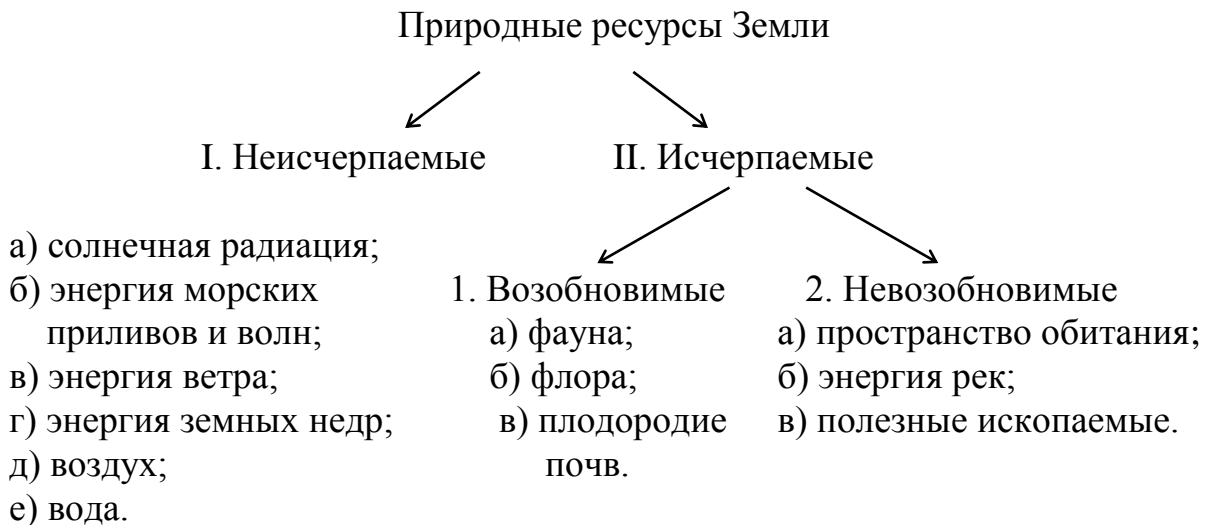 Природные ресурсы Земли
I. Неисчерпаемые
II. Исчерпаемые
а) солнечная радиация;
б) энергия морских
приливов и волн;
в) энергия ветра;
г) энергия земных недр;
д) воздух;
е) вода.
1. Возобновимые
а) фауна;
б) флора;
в) плодородие
почв.
2. Невозобновимые
а) пространство обитания;
б) энергия рек;
в) полезные ископаемые.